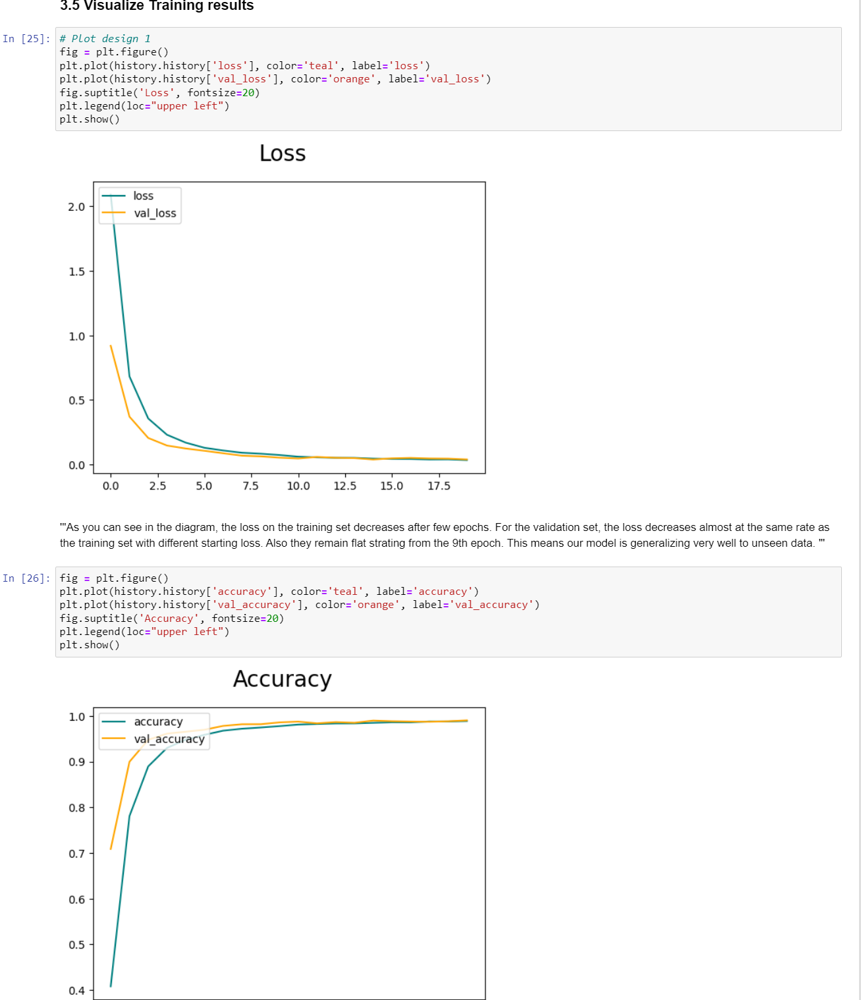 3.5 Visualize Training results
In [25]: # Plot design 1
fig = plt.figure()
plt.plot(history.history['loss'], color='teal', label='loss')
plt.plot(history.history['val_loss'], color='orange', label='val_loss')
fig.suptitle('Loss', fontsize=20)
plt.legend(loc="upper left")
plt.show()
Loss
loss
val_loss
2.0
1.5
1.0
0.5
0.0
0.0 2.5 5.0 7.5 10.0 12.5 15.0 17.5
'"As you can see in the diagram, the loss on the training set decreases after few epochs. For the validation set, the loss decreases almost at the same rate as
the training set with different starting loss. Also they remain flat strating from the 9th epoch. This means our model is generalizing very well to unseen data. '"
In [26]: fig = plt.figure()
plt.plot(history.history['accuracy'], color='teal', label='accuracy')
plt.plot(history.history['val_accuracy'], color='orange', label='val_accuracy')
fig.suptitle('Accuracy', fontsize=20)
plt.legend(loc="upper left")
plt.show()
Accuracy
1.0
accuracy
val_accuracy
0.9
0.8
0.7
0.6
0.5
0.4